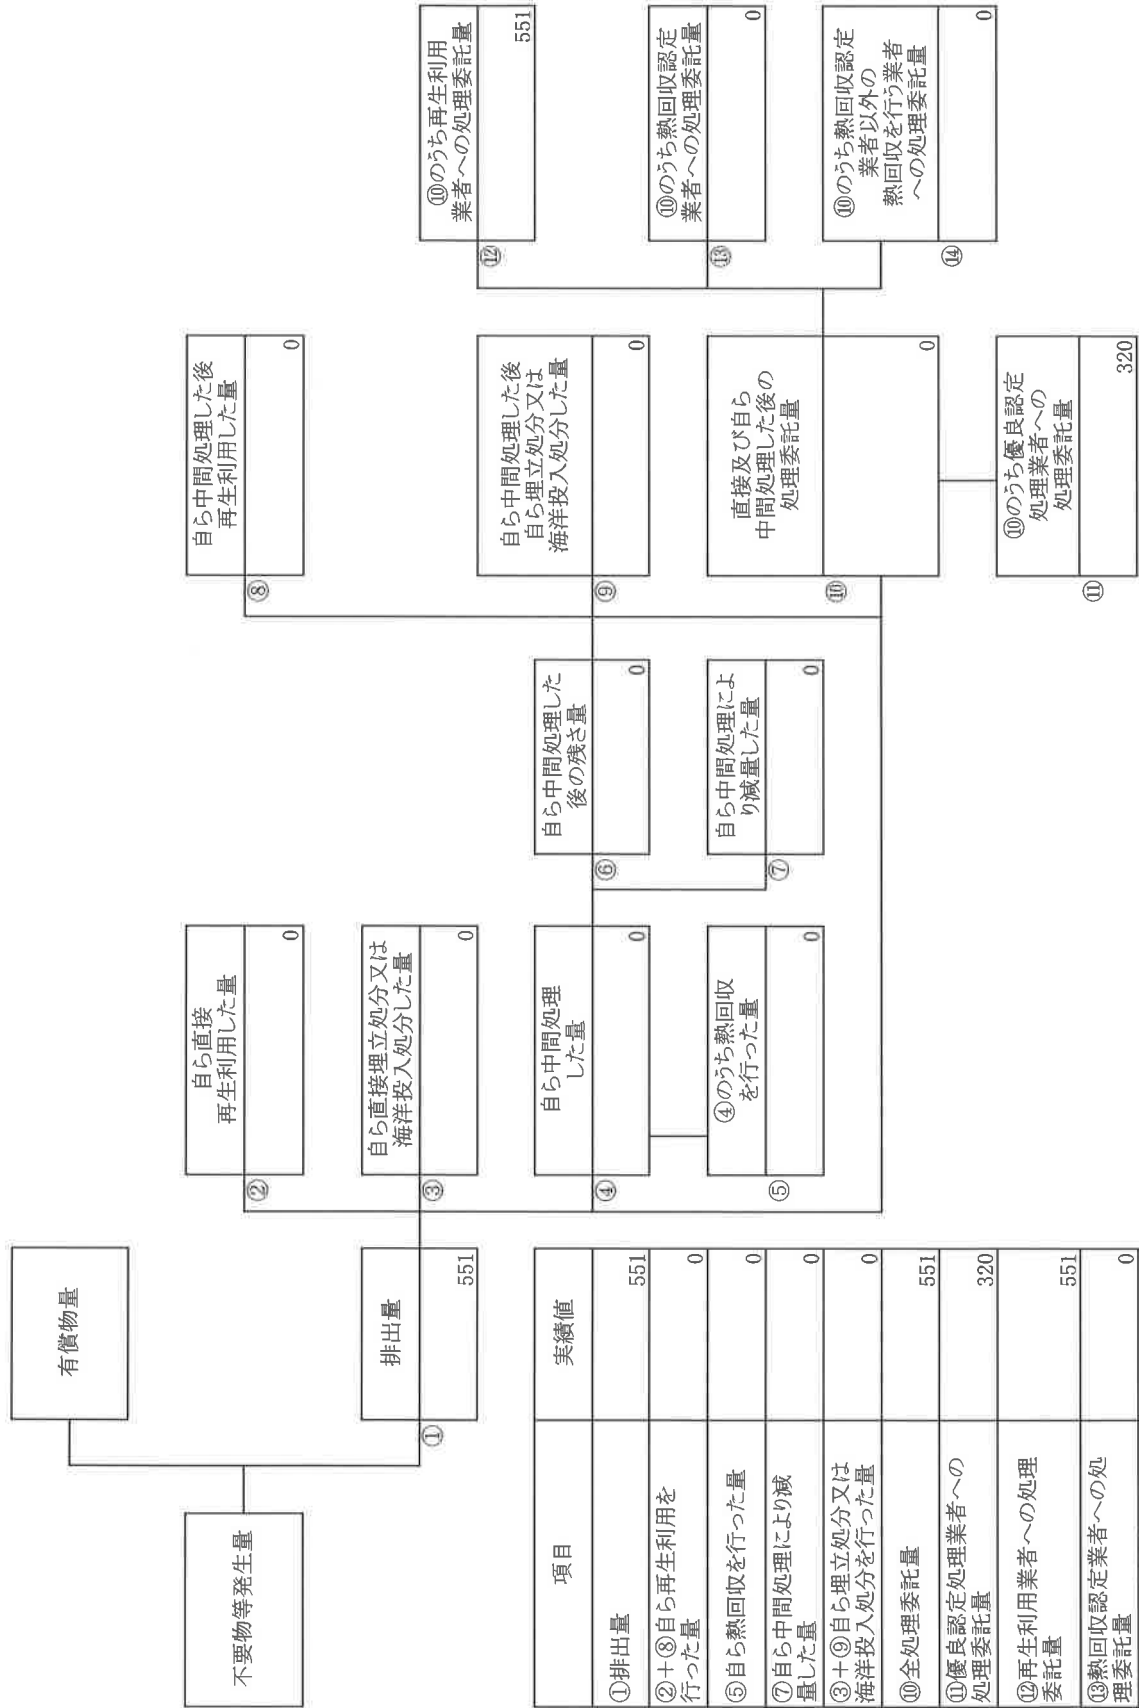 不要物等発生量
有償物量
①
排出量
551
②
自ら直接
再生利用した量
0
③
自ら直接埋立処分又は
海洋投入処分した量
0
④
自ら中間処理
した量
0
⑤
④のうち熱回収
を行った量
0
⑥
自ら中間処理した
後の残さ量
0
⑦
自ら中間処理によ
り減量した量
0
⑧
自ら中間処理した後
再生利用した量
0
⑨
自ら中間処理した後
自ら埋立処分又は
海洋投入処分した量
0
⑩
直接及び自ら
中間処理した後の
処理委託量
0
⑪
⑩のうち優良認定
処理業者への
処理委託量
320
⑫
⑩のうち再生利用
業者への処理委託量
551
⑬
⑩のうち熱回収認定
業者への処理委託量
0
⑭
⑩のうち熱回収認定
業者以外の
熱回収を行う業者
への処理委託量
0
項目
実績値
①排出量
551
②+⑧自ら再生利用を
行った量
0
⑤自ら熱回収を行った量
0
⑦自ら中間処理により減
量した量
0
③+⑨自ら埋立処分又は
海洋投入処分を行った量
0
⑩全処理委託量
551
⑪優良認定処理業者への
処理委託量
320
⑫再生利用業者への処理
委託量
551
⑬熱回収認定業者への処
理委託量
0